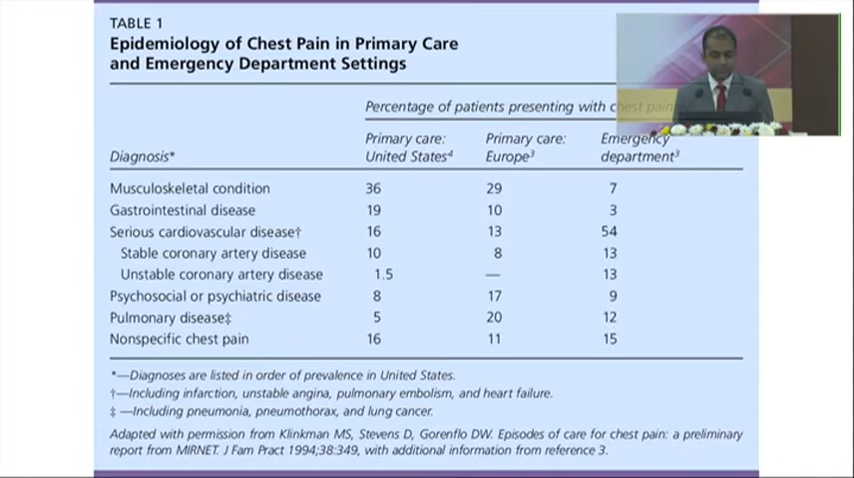 TABLE 1
Epidemiology of Chest Pain in Primary Care
and Emergency Department Settings
Percentage of patients presenting with chest pain
Primary care: Primary care: Emergency
Diagnosis* United States4 Europe3 department3
Musculoskeletal condition 36 29 7
Gastrointestinal disease 19 10 3
Serious cardiovascular disease† 16 13 54
Stable coronary artery disease 10 8 13
Unstable coronary artery disease 1.5 — 13
Psychosocial or psychiatric disease 8 17 9
Pulmonary disease‡ 5 20 12
Nonspecific chest pain 16 11 15
*—Diagnoses are listed in order of prevalence in United States.
†—Including infarction, unstable angina, pulmonary embolism, and heart failure.
‡ —Including pneumonia, pneumothorax, and lung cancer.
Adapted with permission from Klinkman MS, Stevens D, Gorenflo DW. Episodes of care for chest pain: a preliminary
report from MIRNET. J Fam Pract 1994;38:349, with additional information from reference 3.